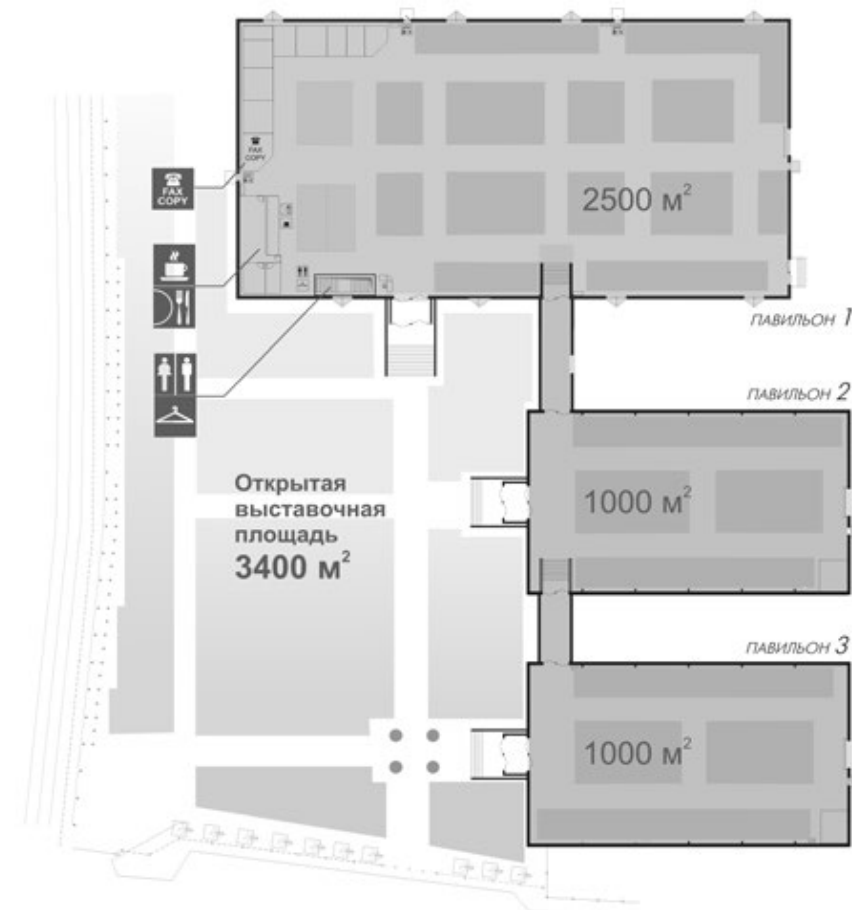 FAX
COPY
FAX
COPY
2500 м²
ПАВИЛЬОН 1
ПАВИЛЬОН 2
1000 м²
Открытая
выставочная
площадь
3400 м²
ПАВИЛЬОН 3
1000 м²